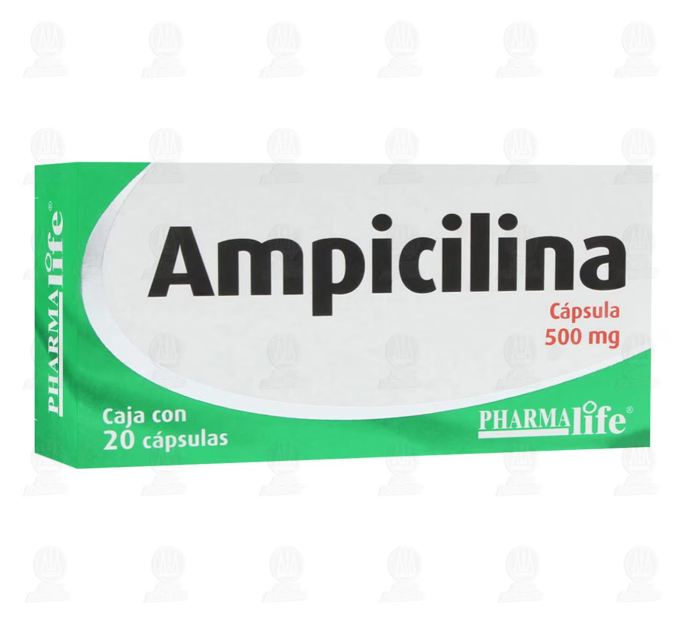 PHARMAlife®
Ampicilina
Cápsula
500 mg
Caja con
20 cápsulas
PHARMAlife®